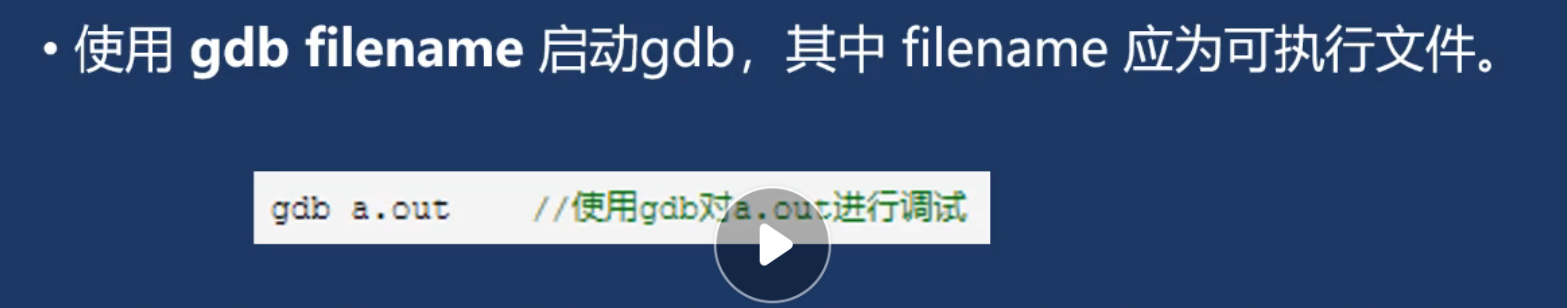 • 使用 gdb filename 启动gdb，其中 filename 应为可执行文件。
gdb a.out //使用gdb对a.out进行调试